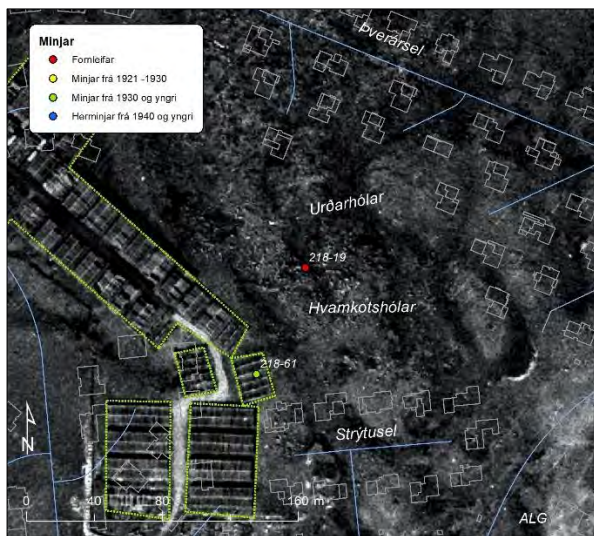 Minjar
Fornleifar
Minjar frá 1921 -1930
Minjar frá 1930 og yngri
Herminjar frá 1940 og yngri
Þverársel
Urðarhólar
218-19
Hvamkotshólar
218-61
Strýtusel
N
0 40 80 160 m
ALG